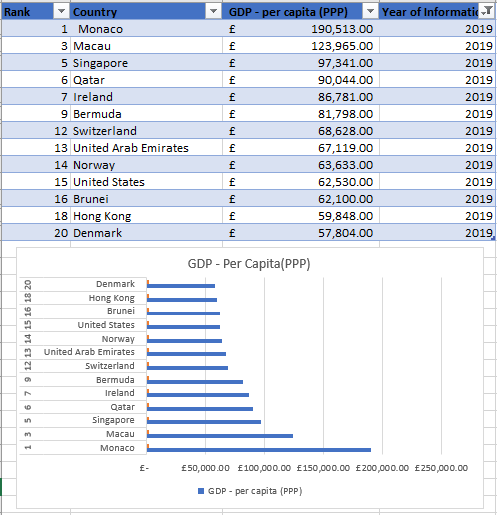 Rank Country GDP - per capita (PPP) Year of Informatic
1 Monaco £ 190,513.00 2019
3 Macau £ 123,965.00 2019
5 Singapore £ 97,341.00 2019
6 Qatar £ 90,044.00 2019
7 Ireland £ 86,781.00 2019
9 Bermuda £ 81,798.00 2019
12 Switzerland £ 68,628.00 2019
13 United Arab Emirates £ 67,119.00 2019
14 Norway £ 63,633.00 2019
15 United States £ 62,530.00 2019
16 Brunei £ 62,100.00 2019
18 Hong Kong £ 59,848.00 2019
20 Denmark £ 57,804.00 2019
GDP - Per Capita(PPP)
20 Denmark
18 Hong Kong
16 Brunei
15 United States
14 Norway
13 United Arab Emirates
12 Switzerland
9 Bermuda
7 Ireland
6 Qatar
5 Singapore
3 Macau
1 Monaco
£- £50,000.00 £100,000.00 £150,000.00 £200,000.00 £250,000.00
GDP - per capita (PPP)